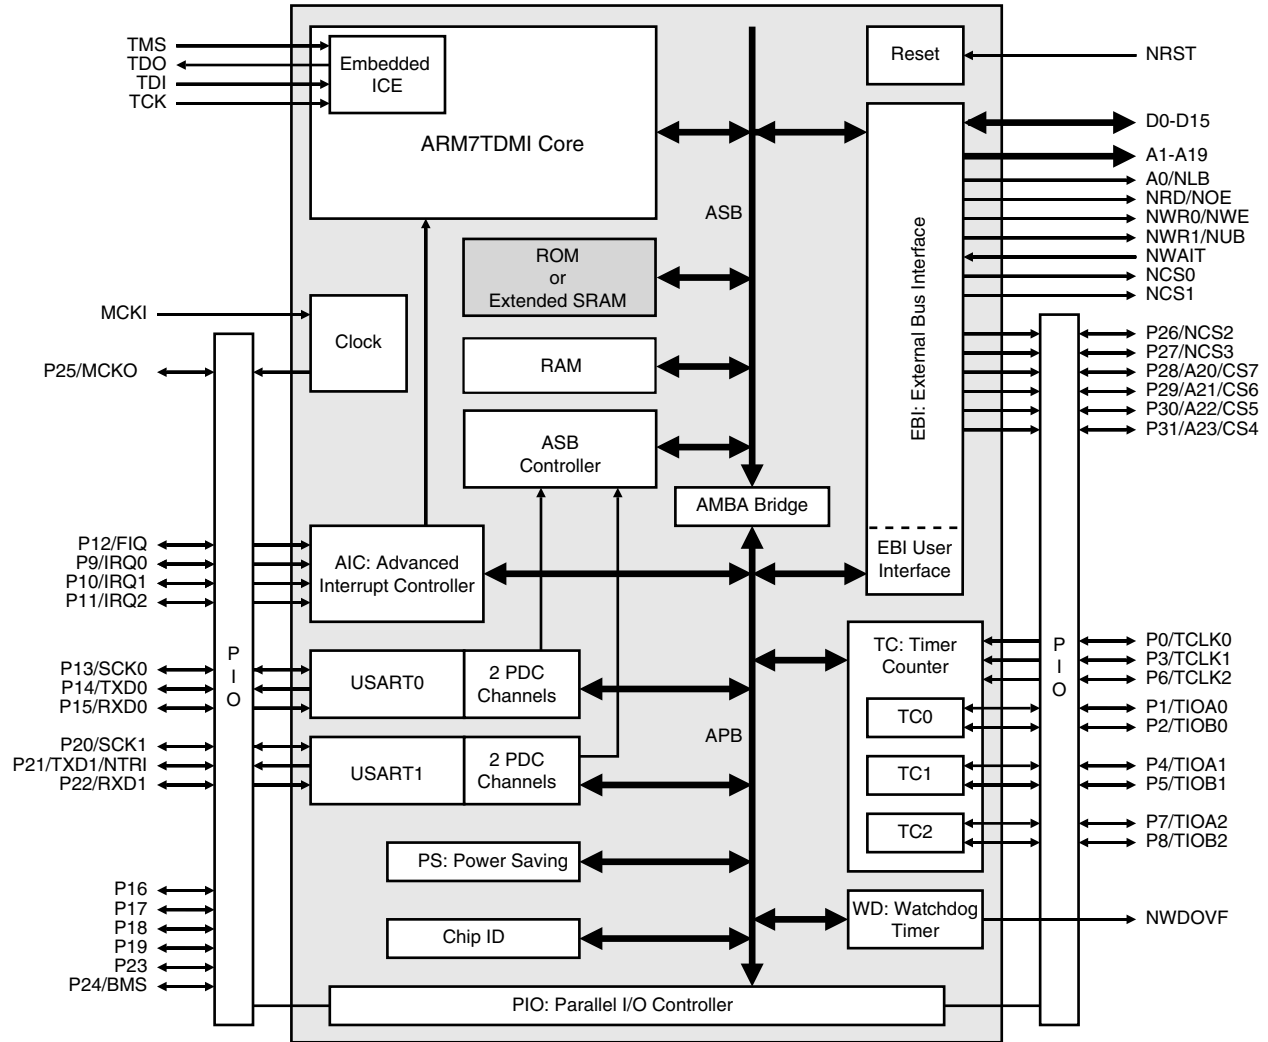 TMS
TDO
TDI
TCK
Embedded
ICE
ARM7TDMI Core
Reset
NRST
D0-D15
A1-A19
A0/NLB
NRD/NOE
NWR0/NWE
NWR1/NUB
NWAIT
NCS0
NCS1
ASB
EBI: External Bus Interface
ROM
or
Extended SRAM
MCKI
Clock
P25/MCKO
RAM
P26/NCS2
P27/NCS3
P28/A20/CS7
P29/A21/CS6
P30/A22/CS5
P31/A23/CS4
ASB
Controller
AMBA Bridge
EBI User
Interface
P12/FIQ
P9/IRQ0
P10/IRQ1
P11/IRQ2
AIC: Advanced
Interrupt Controller
PIO
P13/SCK0
P14/TXD0
P15/RXD0
USART0
2 PDC
Channels
P20/SCK1
P21/TXD1/NTRI
P22/RXD1
USART1
2 PDC
Channels
APB
TC: Timer
Counter
TC0
TC1
TC2
PIO
P0/TCLK0
P3/TCLK1
P6/TCLK2
P1/TIOA0
P2/TIOB0
P4/TIOA1
P5/TIOB1
P7/TIOA2
P8/TIOB2
PS: Power Saving
P16
P17
P18
P19
P23
P24/BMS
Chip ID
WD: Watchdog
Timer
NWDOVF
PIO: Parallel I/O Controller